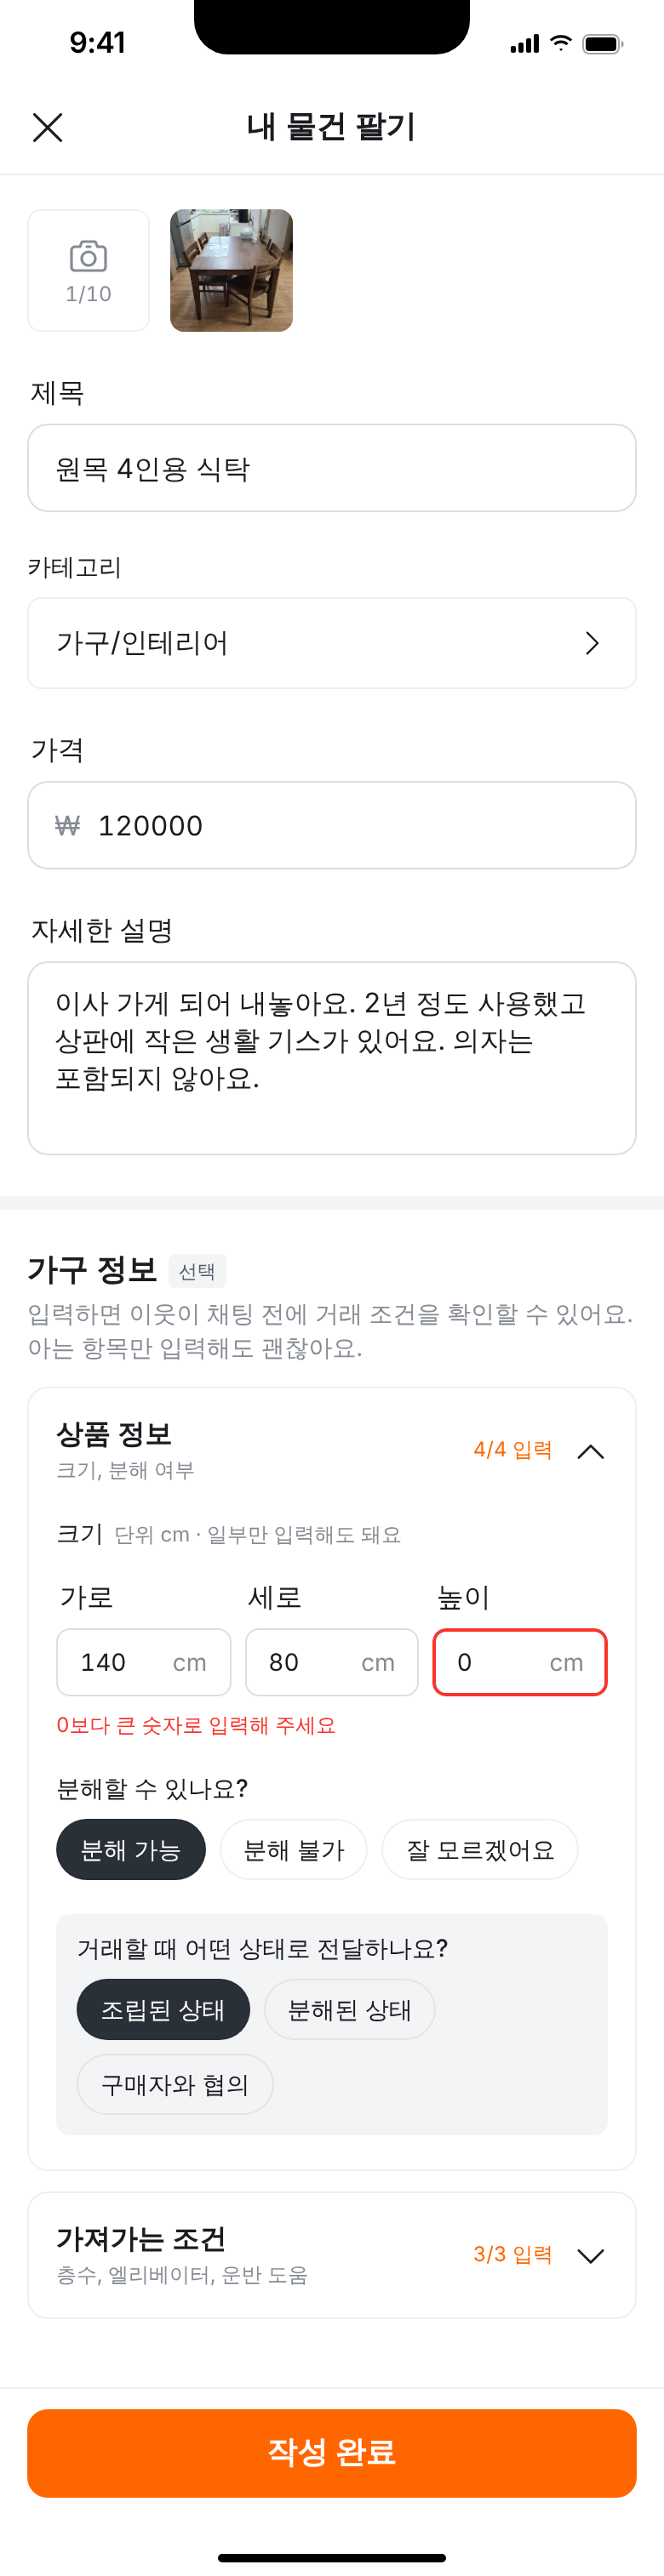 9:41
내 물건 팔기
1/10
제목
원목 4인용 식탁
카테고리
가구/인테리어
가격
₩ 120000
자세한 설명
이사 가게 되어 내놓아요. 2년 정도 사용했고
상판에 작은 생활 기스가 있어요. 의자는
포함되지 않아요.
가구 정보 선택
입력하면 이웃이 채팅 전에 거래 조건을 확인할 수 있어요.
아는 항목만 입력해도 괜찮아요.
상품 정보
4/4 입력
크기, 분해 여부
크기 단위 cm · 일부만 입력해도 돼요
가로 세로 높이
140 cm 80 cm 0 cm
0보다 큰 숫자로 입력해 주세요
분해할 수 있나요?
분해 가능 분해 불가 잘 모르겠어요
거래할 때 어떤 상태로 전달하나요?
조립된 상태 분해된 상태
구매자와 협의
가져가는 조건
3/3 입력
층수, 엘리베이터, 운반 도움
작성 완료